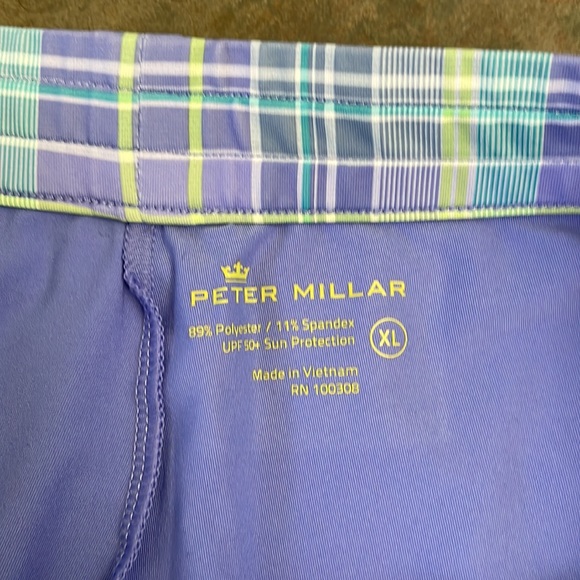 PETER MILLAR
89% Polyester / 11% Spandex
UPF 50+ Sun Protection
XL
Made in Vietnam
RN 100308